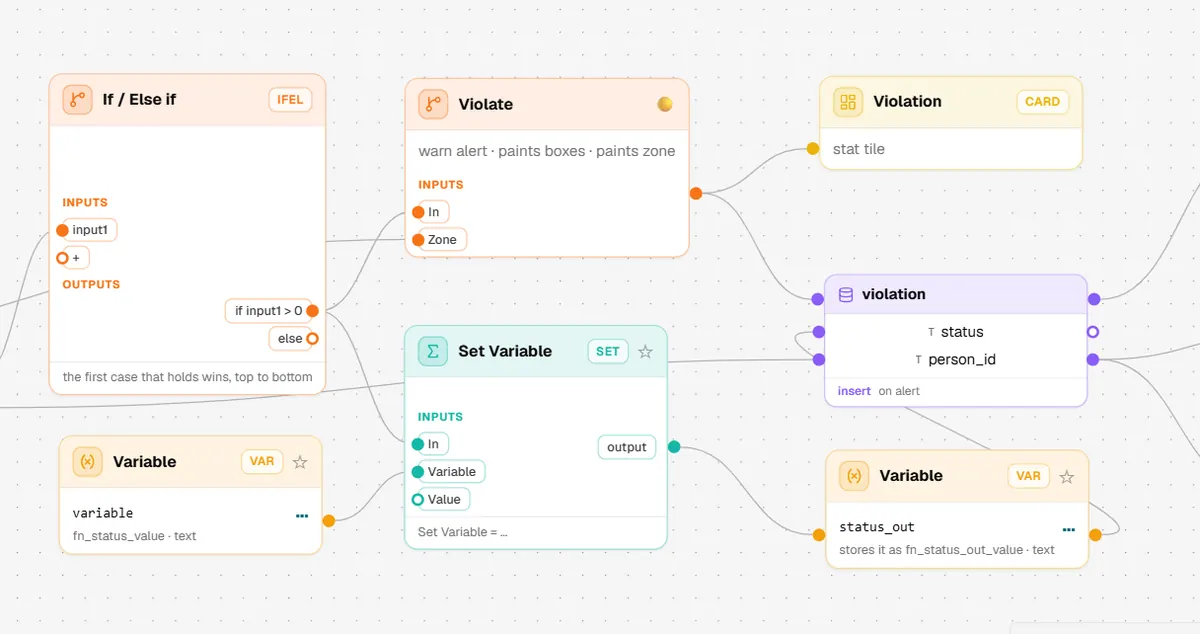 If / Else if
IFEL
INPUTS
input1
+
OUTPUTS
if input1 > 0
else
the first case that holds wins, top to bottom
Violate
warn alert · paints boxes · paints zone
INPUTS
In
Zone
Violation
CARD
stat tile
violation
T status
T person_id
insert on alert
Set Variable
SET
INPUTS
In
output
Variable
Value
Set Variable = …
Variable
VAR
variable
fn_status_value · text
Variable
VAR
status_out
stores it as fn_status_out_value · text